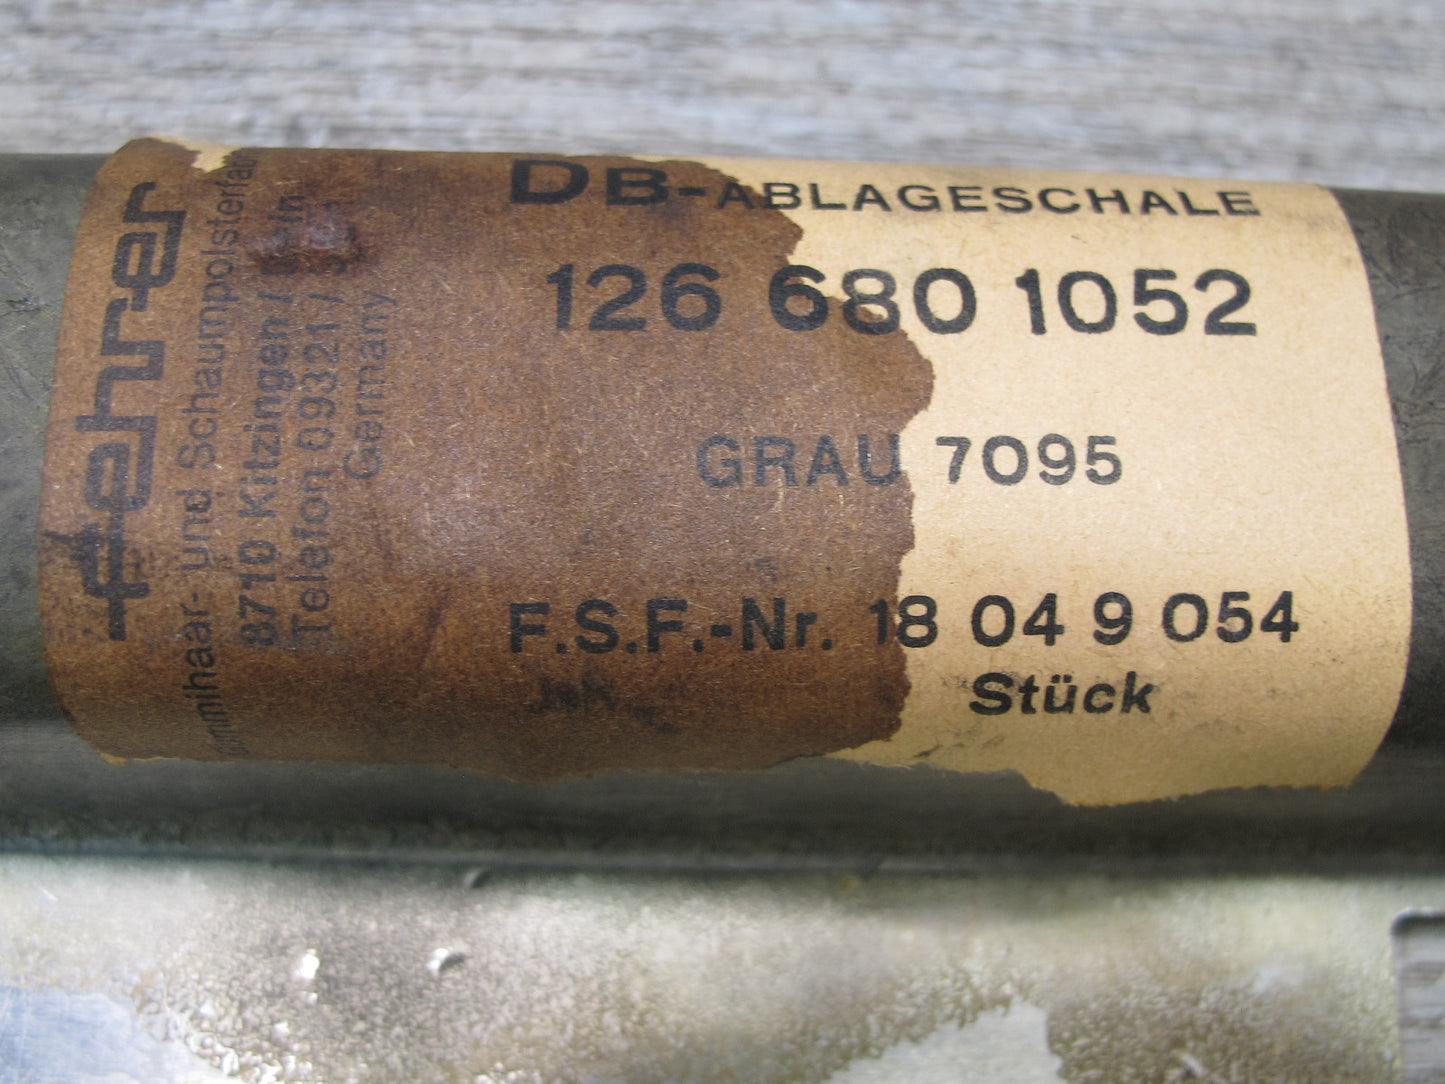 fehrer
und Schaumpolsterfab
8710 Kitzingen /
Telefon 09321 /
Germany
DB-ABLAGESCHALE
126 680 1052
GRAU 7095
F.S.F.-Nr. 18 04 9 054
Stück